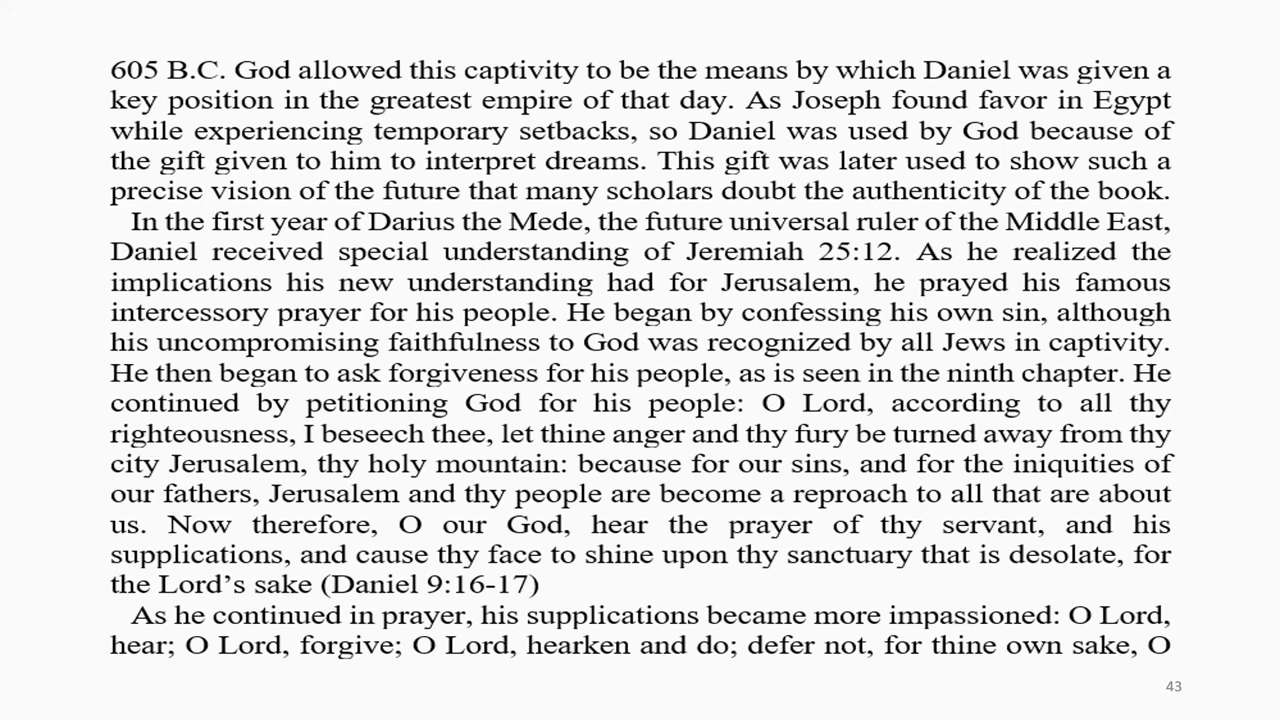 605 B.C. God allowed this captivity to be the means by which Daniel was given a
key position in the greatest empire of that day. As Joseph found favor in Egypt
while experiencing temporary setbacks, so Daniel was used by God because of
the gift given to him to interpret dreams. This gift was later used to show such a
precise vision of the future that many scholars doubt the authenticity of the book.
In the first year of Darius the Mede, the future universal ruler of the Middle East,
Daniel received special understanding of Jeremiah 25:12. As he realized the
implications his new understanding had for Jerusalem, he prayed his famous
intercessory prayer for his people. He began by confessing his own sin, although
his uncompromising faithfulness to God was recognized by all Jews in captivity.
He then began to ask forgiveness for his people, as is seen in the ninth chapter. He
continued by petitioning God for his people: O Lord, according to all thy
righteousness, I beseech thee, let thine anger and thy fury be turned away from thy
city Jerusalem, thy holy mountain: because for our sins, and for the iniquities of
our fathers, Jerusalem and thy people are become a reproach to all that are about
us. Now therefore, O our God, hear the prayer of thy servant, and his
supplications, and cause thy face to shine upon thy sanctuary that is desolate, for
the Lord’s sake (Daniel 9:16-17)
As he continued in prayer, his supplications became more impassioned: O Lord,
hear; O Lord, forgive; O Lord, hearken and do; defer not, for thine own sake, O
43